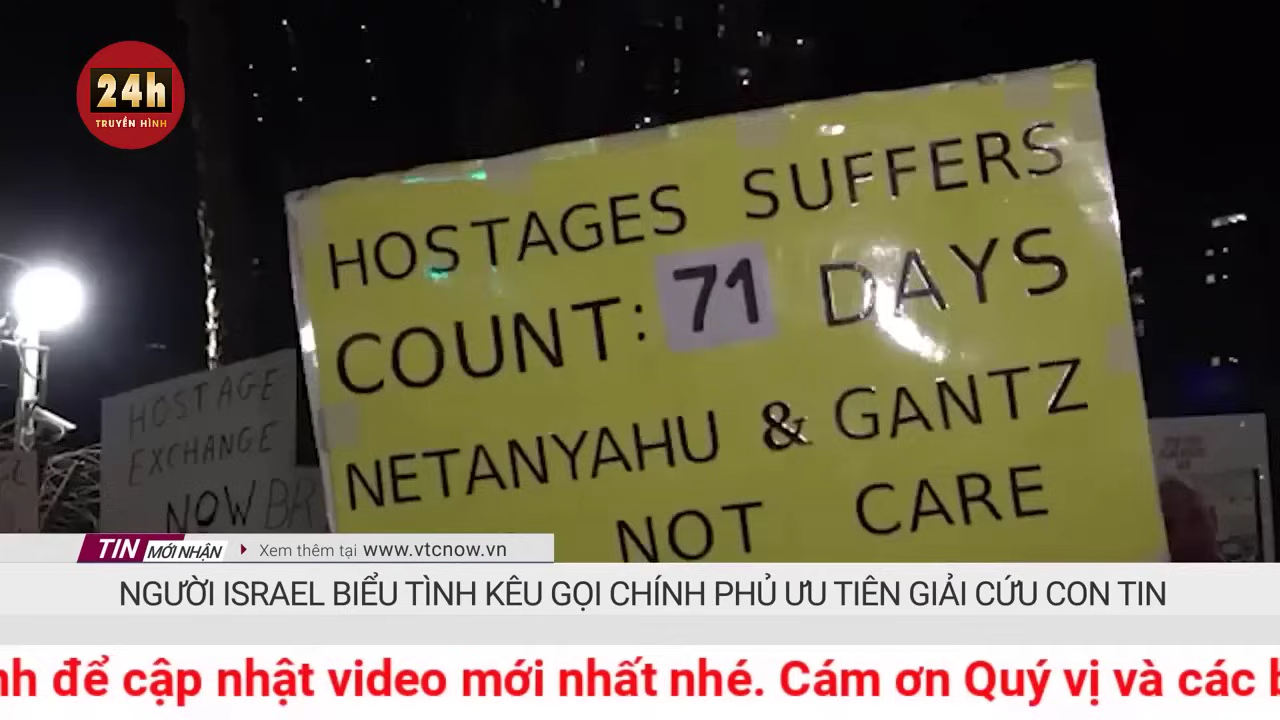 24h
TRUYỀN HÌNH
HOSTAGES SUFFERS
COUNT: 71 DAYS
NETANYAHU & GANTZ
NOT CARE
HOSTAGE
EXCHANGE
NOW BR
TIN MỚI NHẬN Xem thêm tại www.vtcnow.vn
NGƯỜI ISRAEL BIỂU TÌNH KÊU GỌI CHÍNH PHỦ ƯU TIÊN GIẢI CỨU CON TIN
nh để cập nhật video mới nhất nhé. Cám ơn Quý vị và các b